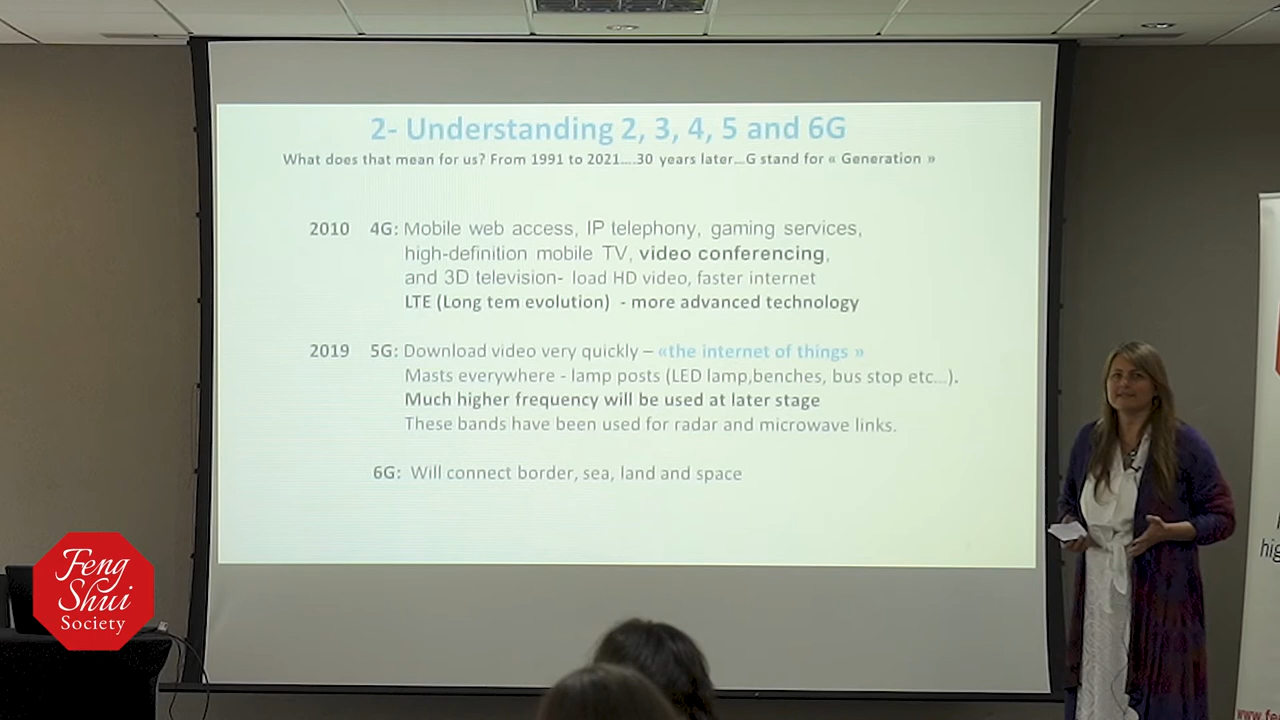 2- Understanding 2, 3, 4, 5 and 6G
What does that mean for us? From 1991 to 2021....30 years later...G stand for « Generation »
2010 4G: Mobile web access, IP telephony, gaming services,
high-definition mobile TV, video conferencing,
and 3D television- load HD video, faster internet
LTE (Long tem evolution) - more advanced technology
2019 5G: Download video very quickly – «the internet of things »
Masts everywhere - lamp posts (LED lamp,benches, bus stop etc...).
Much higher frequency will be used at later stage
These bands have been used for radar and microwave links.
6G: Will connect border, sea, land and space
Feng
Shui
Society